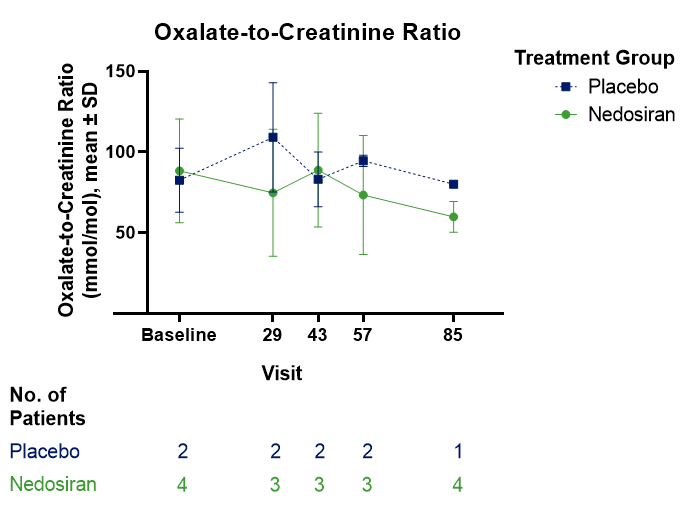 Oxalate-to-Creatinine Ratio
Treatment Group
Placebo
Nedosiran
Oxalate-to-Creatinine Ratio
(mmol/mol), mean ± SD
150
100
50
Baseline 29 43 57 85
Visit
No. of
Patients
Placebo 2 2 2 2 1
Nedosiran 4 3 3 3 4